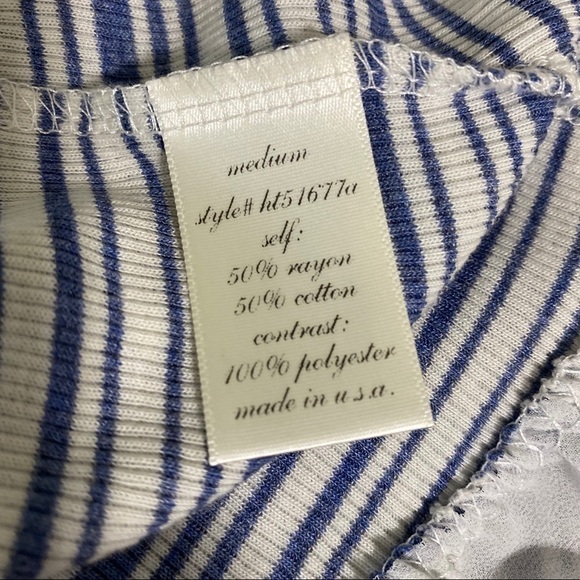 medium
style# ht51677a
self:
50% rayon
50% cotton
contrast:
100% polyester
made in u.s.a.